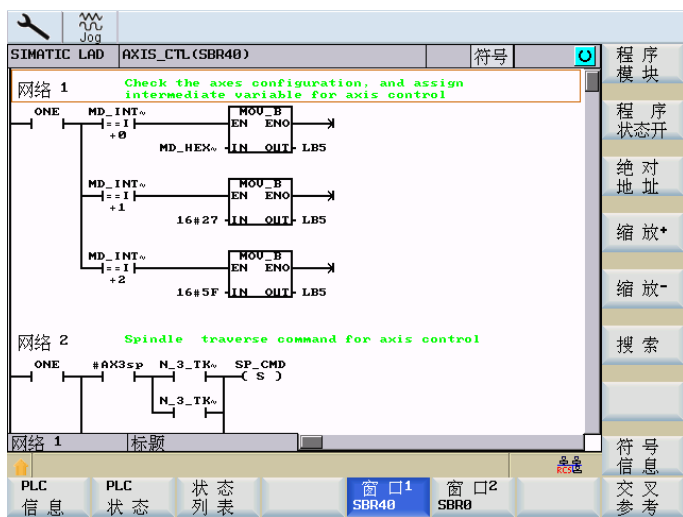 Jog
SIMATIC LAD AXIS_CTL(SBR40) 符号
网络 1 Check the axes configuration, and assign
intermediate variable for axis control
ONE MD_INT~ MOV_B
==I EN ENO
+0
MD_HEX~ IN OUT LB5
MD_INT~ MOV_B
==I EN ENO
+1
16#27 IN OUT LB5
MD_INT~ MOV_B
==I EN ENO
+2
16#5F IN OUT LB5
网络 2 Spindle traverse command for axis control
ONE #AX3sp N_3_TK~ SP_CMD
( S )
N_3_TK~
网络 1 标题
RCS
程序
模块
程序
状态开
绝对
地址
缩放+
缩放-
搜索
符号
信息
交叉
参考
PLC
信息
PLC
状态
状态
列表
窗口1
SBR40
窗口2
SBR0